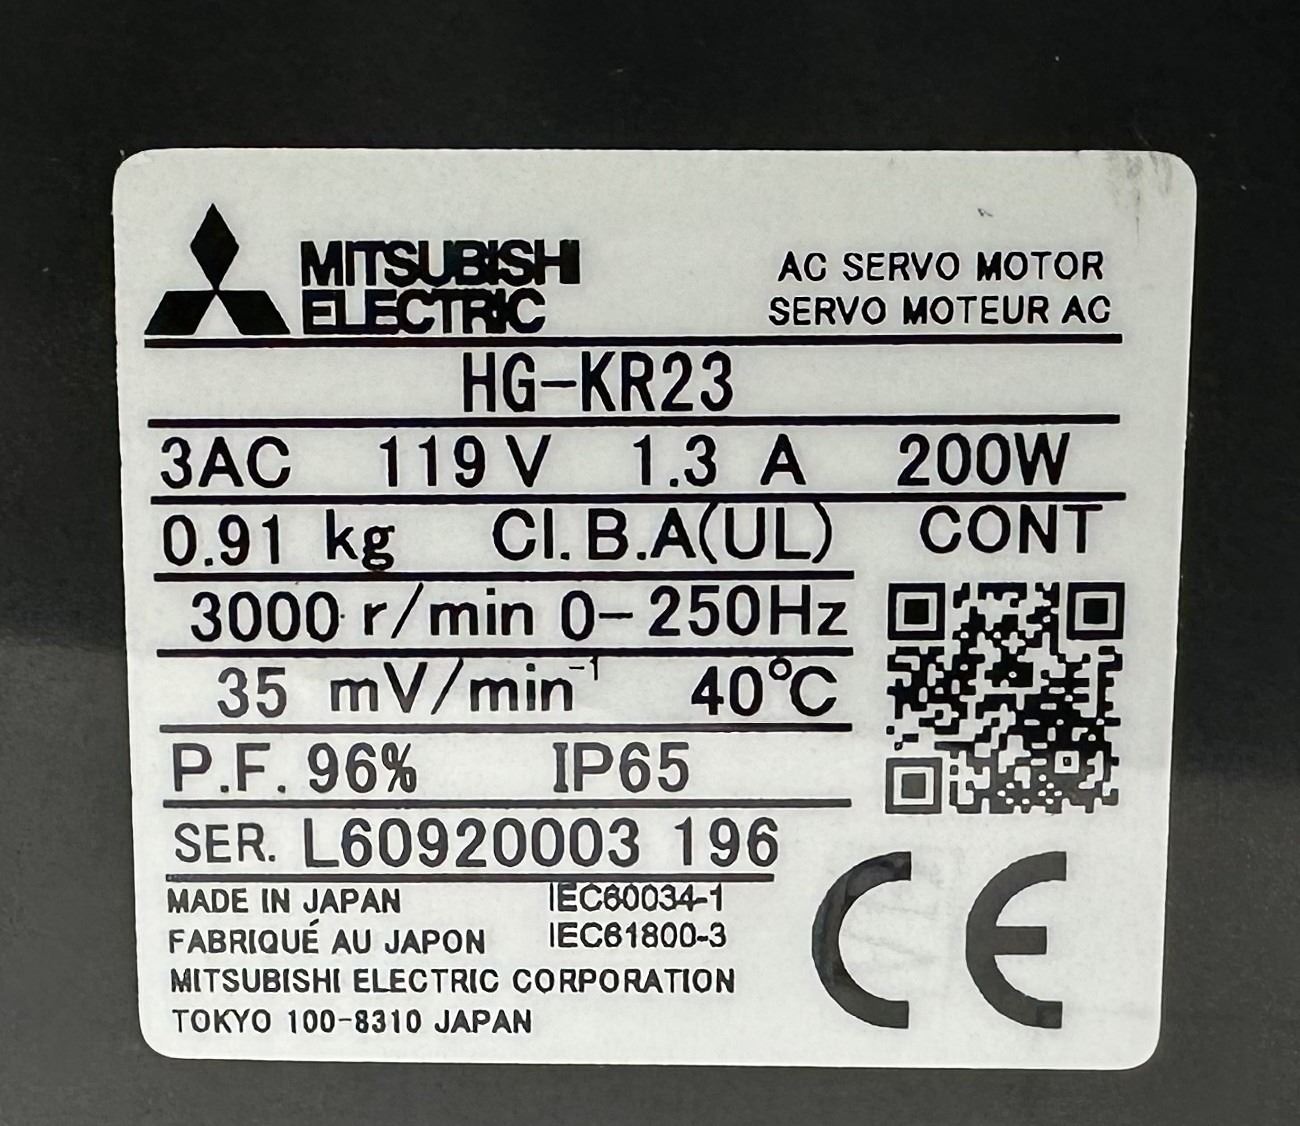 MITSUBISHI
ELECTRIC
AC SERVO MOTOR
SERVO MOTEUR AC
HG-KR23
3AC 119 V 1.3 A 200W
0.91 kg Cl.B.A(UL) CONT
3000 r/min 0-250Hz
35 mV/min⁻¹ 40℃
P.F. 96% IP65
SER. L60920003 196
MADE IN JAPAN IEC60034-1
FABRIQUÉ AU JAPON IEC61800-3
MITSUBISHI ELECTRIC CORPORATION
TOKYO 100-8310 JAPAN
CE